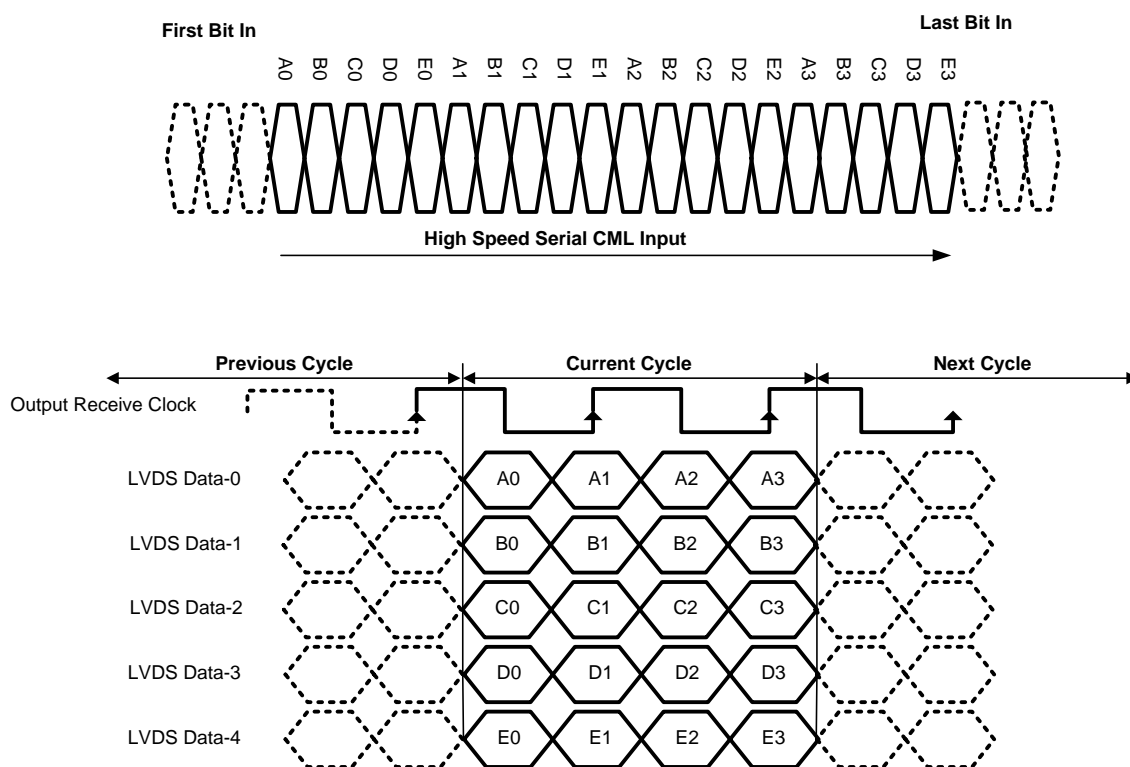 First Bit In
Last Bit In
A0 B0 C0 D0 E0 A1 B1 C1 D1 E1 A2 B2 C2 D2 E2 A3 B3 C3 D3 E3
High Speed Serial CML Input
Previous Cycle Current Cycle Next Cycle
Output Receive Clock
LVDS Data-0 A0 A1 A2 A3
LVDS Data-1 B0 B1 B2 B3
LVDS Data-2 C0 C1 C2 C3
LVDS Data-3 D0 D1 D2 D3
LVDS Data-4 E0 E1 E2 E3